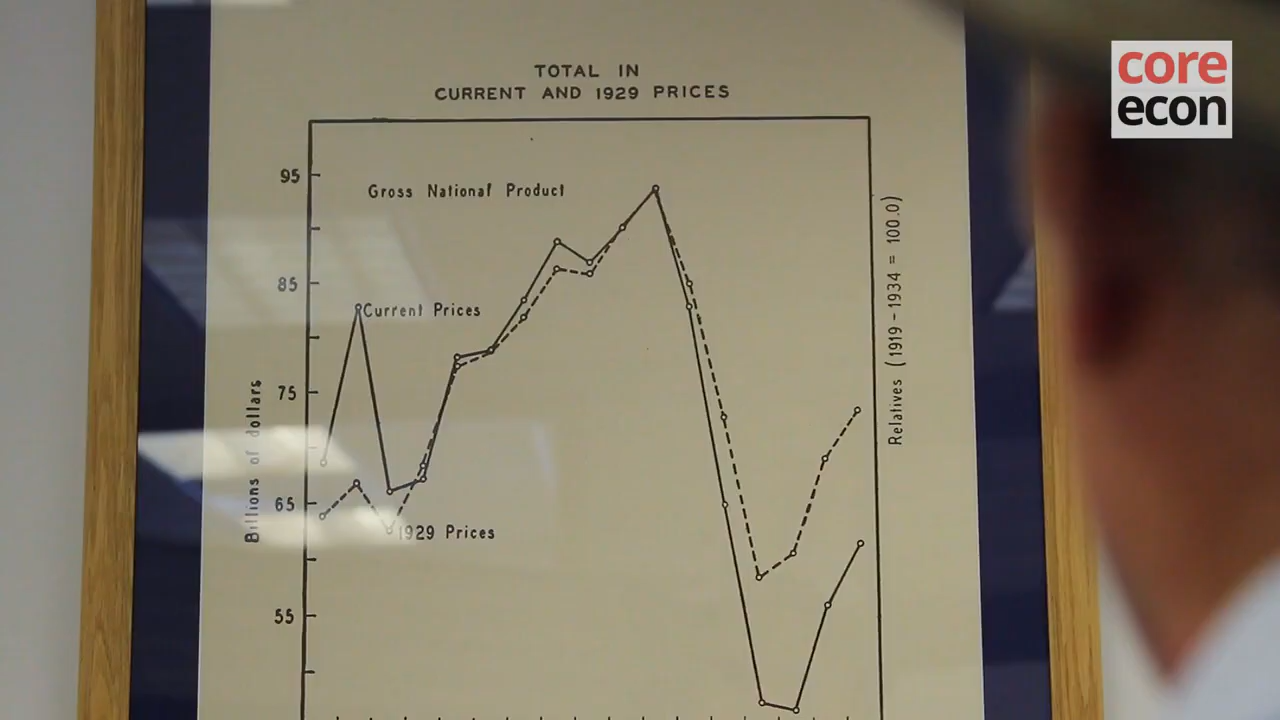 core
econ
TOTAL IN
CURRENT AND 1929 PRICES
95
Gross National Product
85
Current Prices
75
65
1929 Prices
55
Billions of dollars
Relatives (1919-1934 = 100.0)